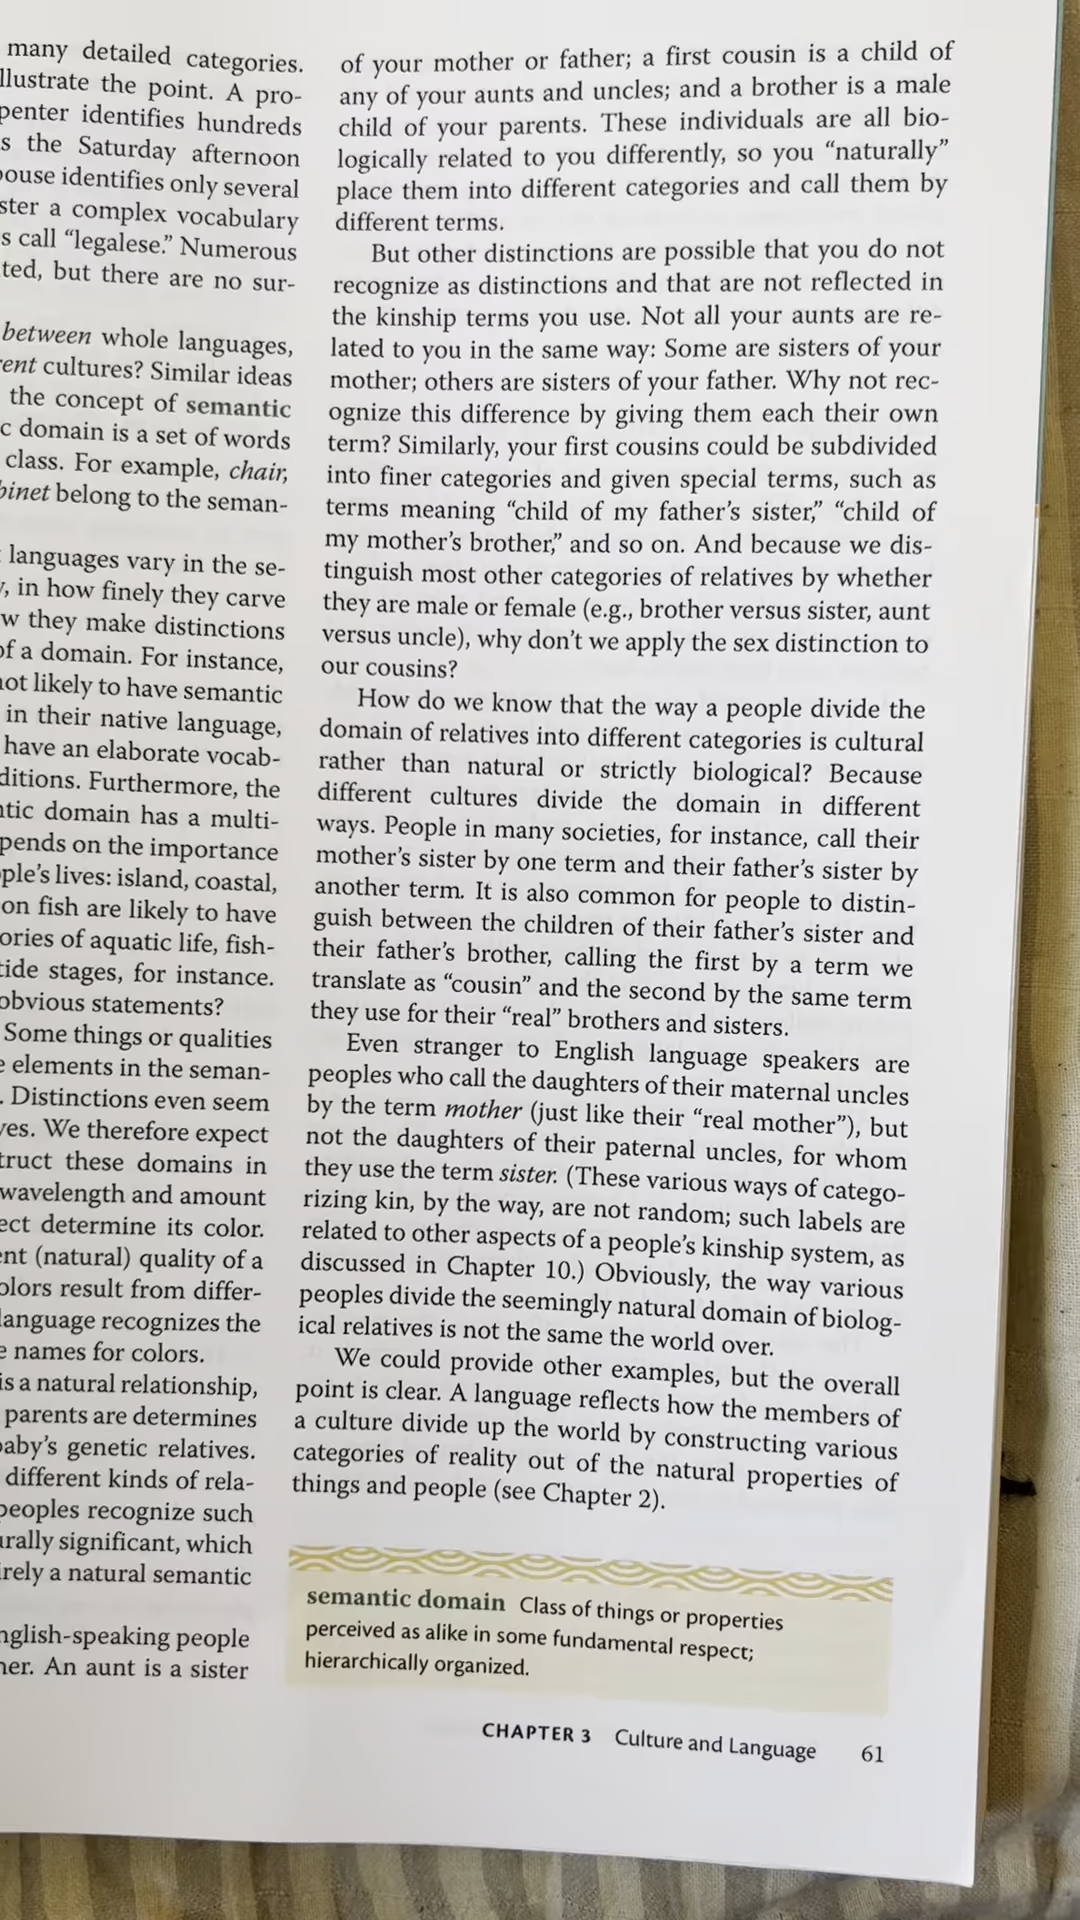 many detailed categories.
llustrate the point. A pro-
penter identifies hundreds
s the Saturday afternoon
ouse identifies only several
ster a complex vocabulary
s call “legalese.” Numerous
ted, but there are no sur-
between whole languages,
rent cultures? Similar ideas
the concept of semantic
c domain is a set of words
class. For example, chair,
binet belong to the seman-
languages vary in the se-
, in how finely they carve
w they make distinctions
of a domain. For instance,
not likely to have semantic
in their native language,
have an elaborate vocab-
ditions. Furthermore, the
ntic domain has a multi-
pends on the importance
ple’s lives: island, coastal,
on fish are likely to have
ories of aquatic life, fish-
tide stages, for instance.
obvious statements?
Some things or qualities
e elements in the seman-
. Distinctions even seem
ves. We therefore expect
truct these domains in
wavelength and amount
ect determine its color.
ent (natural) quality of a
olors result from differ-
language recognizes the
e names for colors.
is a natural relationship,
parents are determines
baby’s genetic relatives.
different kinds of rela-
peoples recognize such
urally significant, which
irely a natural semantic
nglish-speaking people
her. An aunt is a sister
of your mother or father; a first cousin is a child of
any of your aunts and uncles; and a brother is a male
child of your parents. These individuals are all bio-
logically related to you differently, so you “naturally”
place them into different categories and call them by
different terms.
But other distinctions are possible that you do not
recognize as distinctions and that are not reflected in
the kinship terms you use. Not all your aunts are re-
lated to you in the same way: Some are sisters of your
mother; others are sisters of your father. Why not rec-
ognize this difference by giving them each their own
term? Similarly, your first cousins could be subdivided
into finer categories and given special terms, such as
terms meaning “child of my father’s sister,” “child of
my mother’s brother,” and so on. And because we dis-
tinguish most other categories of relatives by whether
they are male or female (e.g., brother versus sister, aunt
versus uncle), why don’t we apply the sex distinction to
our cousins?
How do we know that the way a people divide the
domain of relatives into different categories is cultural
rather than natural or strictly biological? Because
different cultures divide the domain in different
ways. People in many societies, for instance, call their
mother’s sister by one term and their father’s sister by
another term. It is also common for people to distin-
guish between the children of their father’s sister and
their father’s brother, calling the first by a term we
translate as “cousin” and the second by the same term
they use for their “real” brothers and sisters.
Even stranger to English language speakers are
peoples who call the daughters of their maternal uncles
by the term mother (just like their “real mother”), but
not the daughters of their paternal uncles, for whom
they use the term sister. (These various ways of catego-
rizing kin, by the way, are not random; such labels are
related to other aspects of a people’s kinship system, as
discussed in Chapter 10.) Obviously, the way various
peoples divide the seemingly natural domain of biolog-
ical relatives is not the same the world over.
We could provide other examples, but the overall
point is clear. A language reflects how the members of
a culture divide up the world by constructing various
categories of reality out of the natural properties of
things and people (see Chapter 2).
semantic domain Class of things or properties
perceived as alike in some fundamental respect;
hierarchically organized.
CHAPTER 3 Culture and Language 61